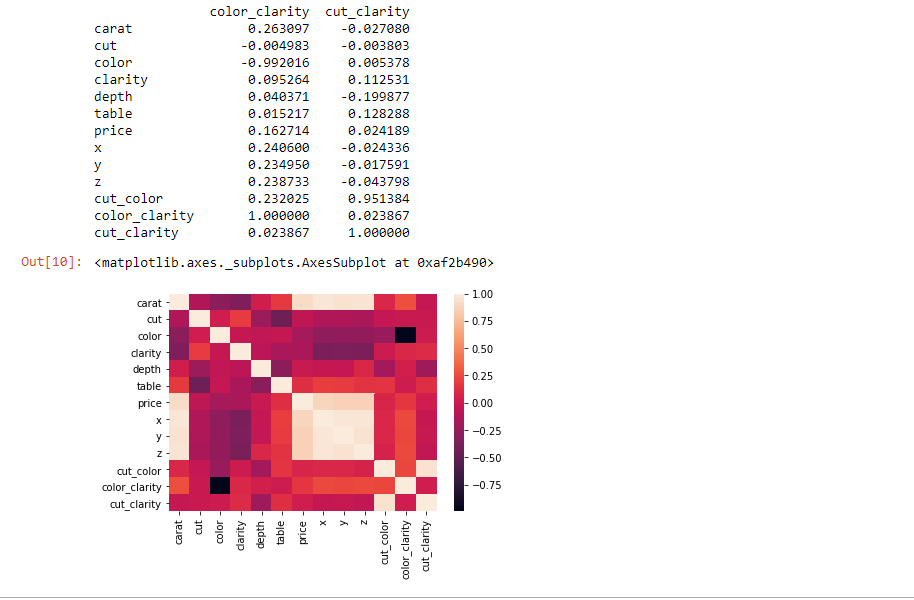 color_clarity  cut_clarity
carat 0.263097 -0.027080
cut -0.004983 -0.003803
color -0.992016 0.005378
clarity 0.095264 0.112531
depth 0.040371 -0.199877
table 0.015217 0.128288
price 0.162714 0.024189
x 0.240600 -0.024336
y 0.234950 -0.017591
z 0.238733 -0.043798
cut_color 0.232025 0.951384
color_clarity 1.000000 0.023867
cut_clarity 0.023867 1.000000
Out[10]: <matplotlib.axes._subplots.AxesSubplot at 0xaf2b490>
carat
cut
color
clarity
depth
table
price
x
y
z
cut_color
color_clarity
cut_clarity
carat
cut
color
clarity
depth
table
price
x
y
z
cut_color
color_clarity
cut_clarity
1.00
0.75
0.50
0.25
0.00
−0.25
−0.50
−0.75